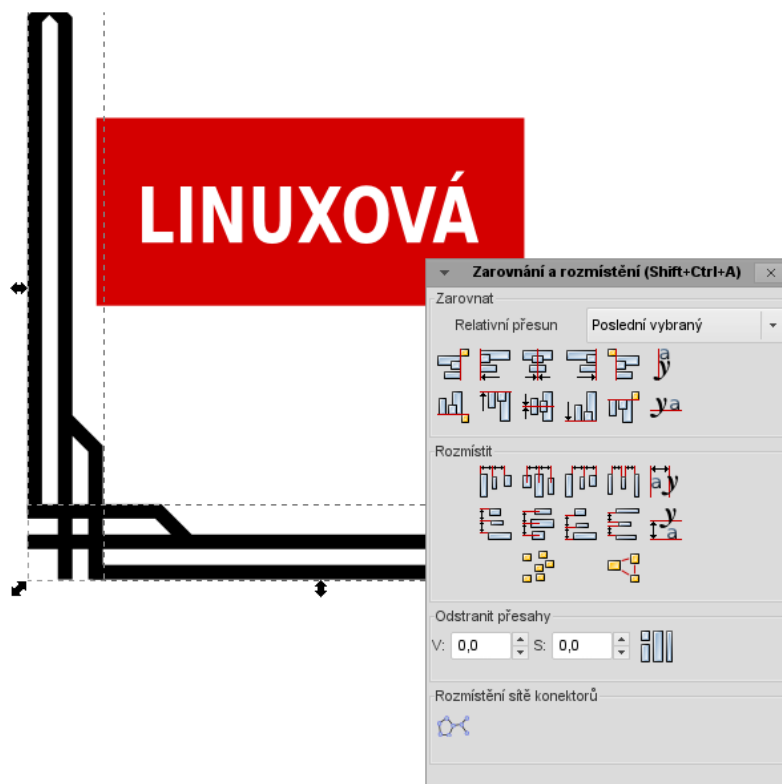 LINUXOVÁ
Zarovnání a rozmístění (Shift+Ctrl+A)
Zarovnat
Relativní přesun
Poslední vybraný
Rozmístit
Odstranit přesahy
V: 0,0 S: 0,0
Rozmístění sítě konektorů